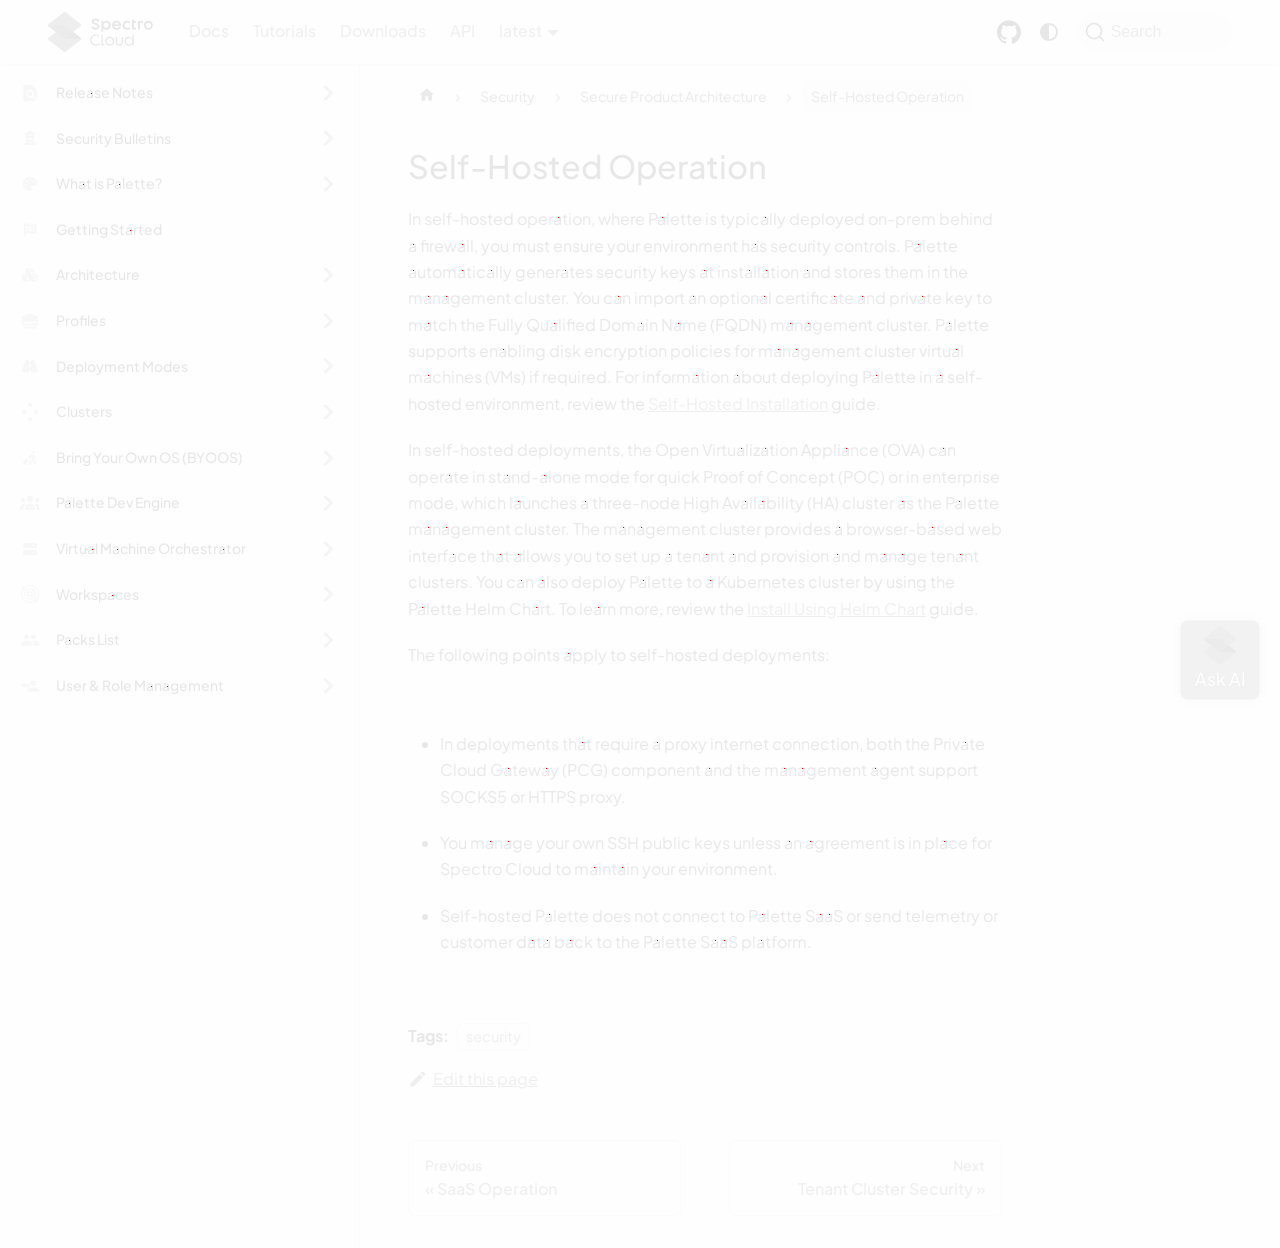 Spectro
Cloud
Docs
Tutorials
Downloads
API
latest
Search
Release Notes
Security Bulletins
What is Palette?
Getting Started
Architecture
Profiles
Deployment Modes
Clusters
Bring Your Own OS (BYOOS)
Palette Dev Engine
Virtual Machine Orchestrator
Workspaces
Packs List
User & Role Management
Security
Secure Product Architecture
Self-Hosted Operation
Self-Hosted Operation
In self-hosted operation, where Palette is typically deployed on-prem behind
a firewall, you must ensure your environment has security controls. Palette
automatically generates security keys at installation and stores them in the
management cluster. You can import an optional certificate and private key to
match the Fully Qualified Domain Name (FQDN) management cluster. Palette
supports enabling disk encryption policies for management cluster virtual
machines (VMs) if required. For information about deploying Palette in a self-
hosted environment, review the Self-Hosted Installation guide.
In self-hosted deployments, the Open Virtualization Appliance (OVA) can
operate in stand-alone mode for quick Proof of Concept (POC) or in enterprise
mode, which launches a three-node High Availability (HA) cluster as the Palette
management cluster. The management cluster provides a browser-based web
interface that allows you to set up a tenant and provision and manage tenant
clusters. You can also deploy Palette to a Kubernetes cluster by using the
Palette Helm Chart. To learn more, review the Install Using Helm Chart guide.
The following points apply to self-hosted deployments:
In deployments that require a proxy internet connection, both the Private
Cloud Gateway (PCG) component and the management agent support
SOCKS5 or HTTPS proxy.
You manage your own SSH public keys unless an agreement is in place for
Spectro Cloud to maintain your environment.
Self-hosted Palette does not connect to Palette SaaS or send telemetry or
customer data back to the Palette SaaS platform.
Ask AI
Tags:
security
Edit this page
Previous
« SaaS Operation
Next
Tenant Cluster Security »